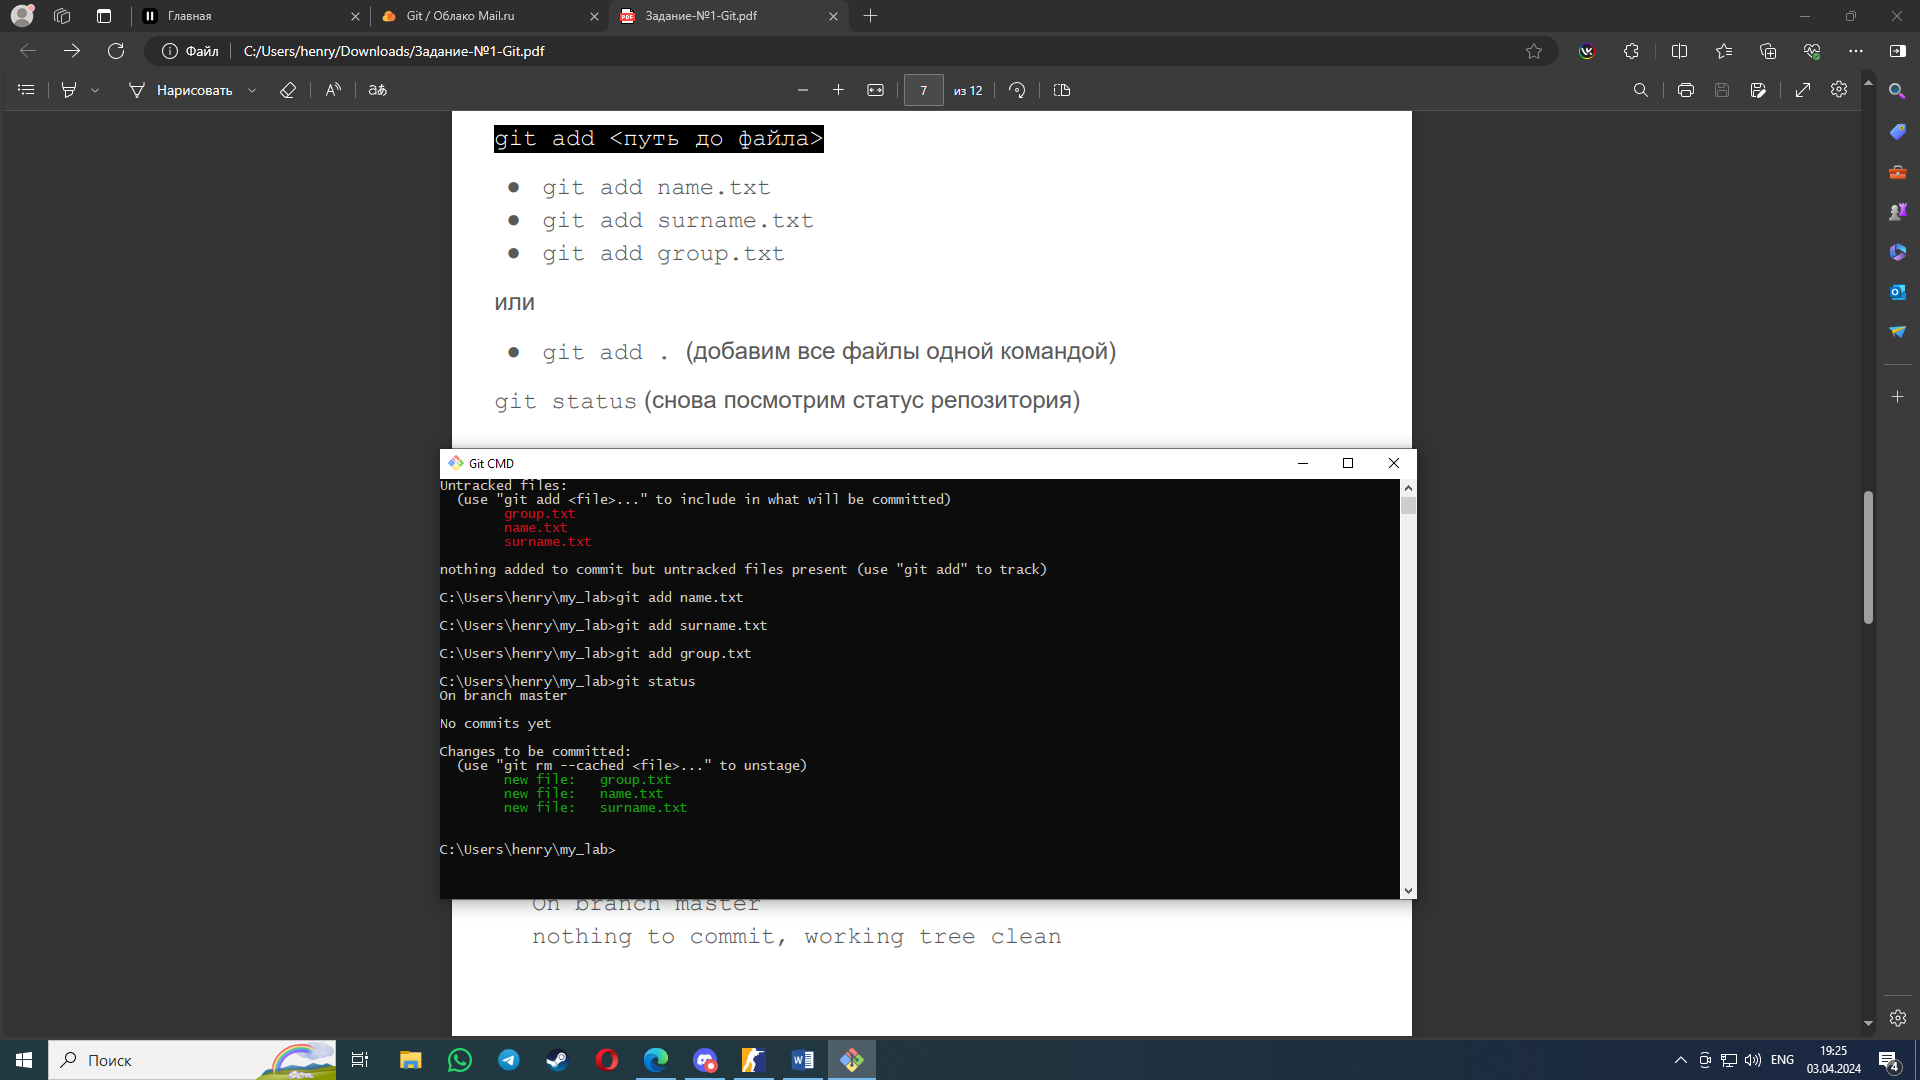 Главная
Git / Облако Mail.ru
Задание-№1-Git.pdf
Файл
C:/Users/henry/Downloads/Задание-№1-Git.pdf
Нарисовать
7
из 12
git add <путь до файла>
● git add name.txt
● git add surname.txt
● git add group.txt
или
● git add . (добавим все файлы одной командой)
git status (снова посмотрим статус репозитория)
Git CMD
Untracked files:
(use "git add <file>..." to include in what will be committed)
group.txt
name.txt
surname.txt
nothing added to commit but untracked files present (use "git add" to track)
C:\Users\henry\my_lab>git add name.txt
C:\Users\henry\my_lab>git add surname.txt
C:\Users\henry\my_lab>git add group.txt
C:\Users\henry\my_lab>git status
On branch master
No commits yet
Changes to be committed:
(use "git rm --cached <file>..." to unstage)
new file:   group.txt
new file:   name.txt
new file:   surname.txt
C:\Users\henry\my_lab>
On branch master
nothing to commit, working tree clean
Поиск
ENG
19:25
03.04.2024
4